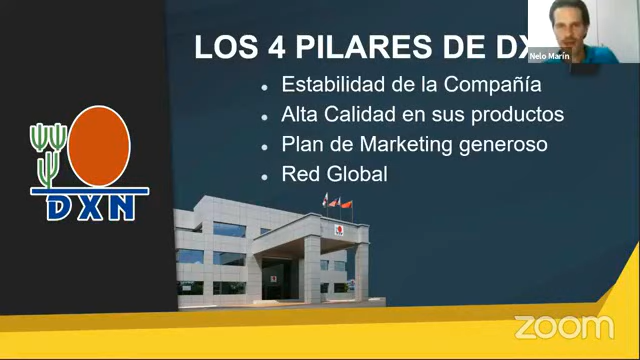 LOS 4 PILARES DE DX
Nelo Marín
• Estabilidad de la Compañía
• Alta Calidad en sus productos
• Plan de Marketing generoso
• Red Global
DXN
DXN
zoom